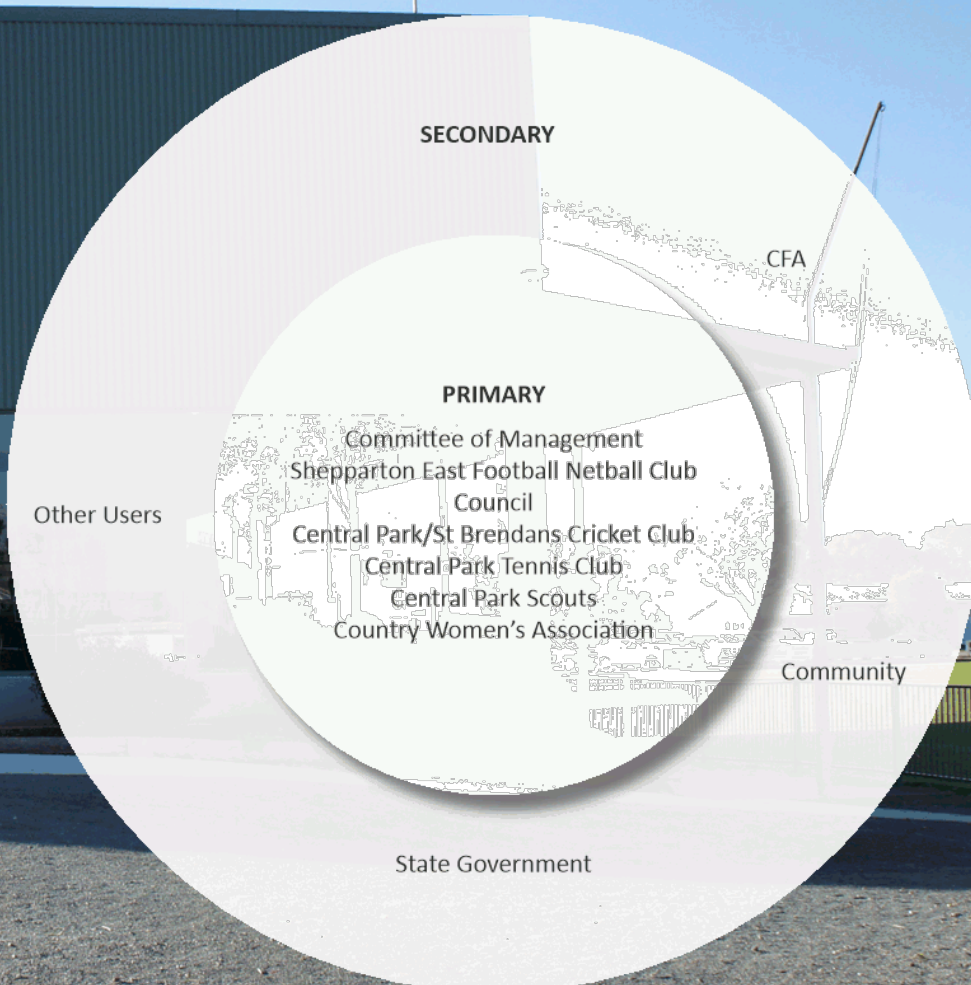 SECONDARY
CFA
PRIMARY
Committee of Management
Shepparton East Football Netball Club
Council
Central Park/St Brendans Cricket Club
Central Park Tennis Club
Central Park Scouts
Country Women’s Association
Other Users
Community
State Government